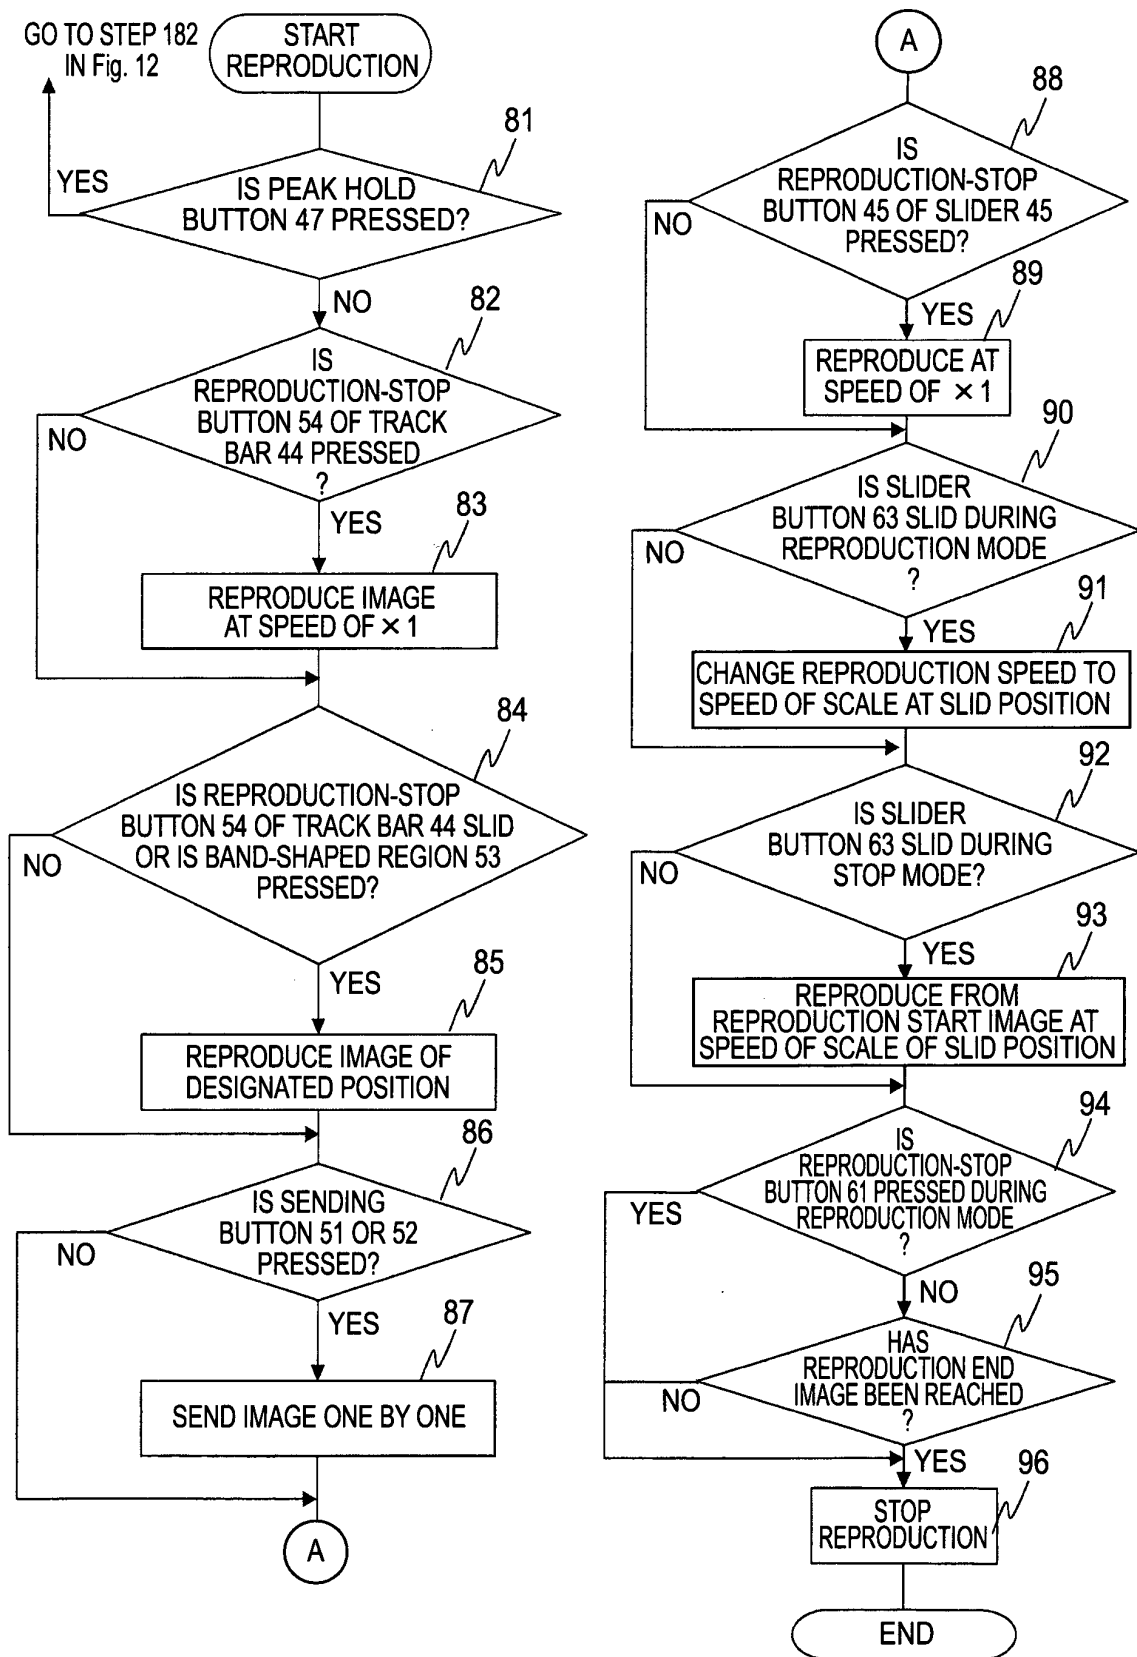 GO TO STEP 182
IN Fig. 12
START
REPRODUCTION
81
YES
IS PEAK HOLD
BUTTON 47 PRESSED?
NO
82
IS
REPRODUCTION-STOP
BUTTON 54 OF TRACK
BAR 44 PRESSED
?
NO
YES
83
REPRODUCE IMAGE
AT SPEED OF × 1
84
IS REPRODUCTION-STOP
BUTTON 54 OF TRACK BAR 44 SLID
OR IS BAND-SHAPED REGION 53
PRESSED?
NO
YES
85
REPRODUCE IMAGE OF
DESIGNATED POSITION
86
IS SENDING
BUTTON 51 OR 52
PRESSED?
NO
YES
87
SEND IMAGE ONE BY ONE
A
A
88
IS
REPRODUCTION-STOP
BUTTON 45 OF SLIDER 45
PRESSED?
NO
89
YES
REPRODUCE AT
SPEED OF × 1
90
IS SLIDER
BUTTON 63 SLID DURING
REPRODUCTION MODE
?
NO
91
YES
CHANGE REPRODUCTION SPEED TO
SPEED OF SCALE AT SLID POSITION
92
IS SLIDER
BUTTON 63 SLID DURING
STOP MODE?
NO
93
YES
REPRODUCE FROM
REPRODUCTION START IMAGE AT
SPEED OF SCALE OF SLID POSITION
94
IS
REPRODUCTION-STOP
BUTTON 61 PRESSED DURING
REPRODUCTION MODE
?
YES
NO
95
HAS
REPRODUCTION END
IMAGE BEEN REACHED
?
NO
YES
96
STOP
REPRODUCTION
END